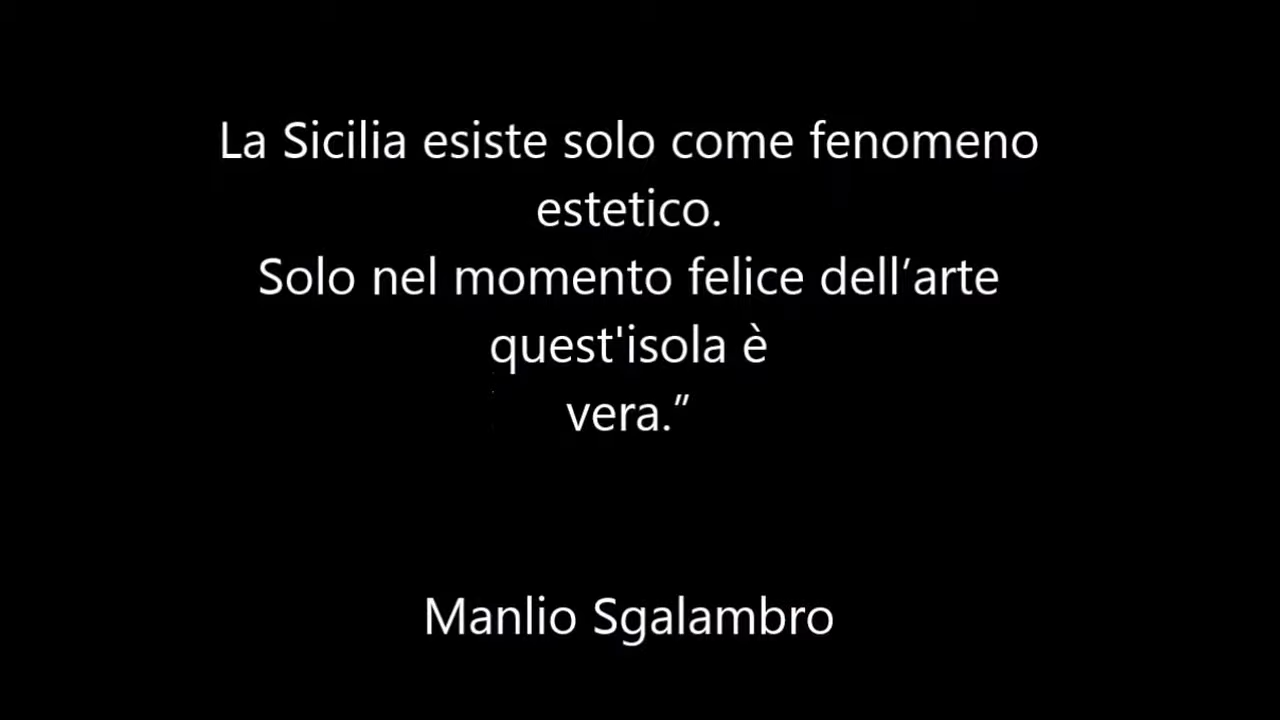 La Sicilia esiste solo come fenomeno
estetico.
Solo nel momento felice dell’arte
quest'isola è
vera.”
Manlio Sgalambro